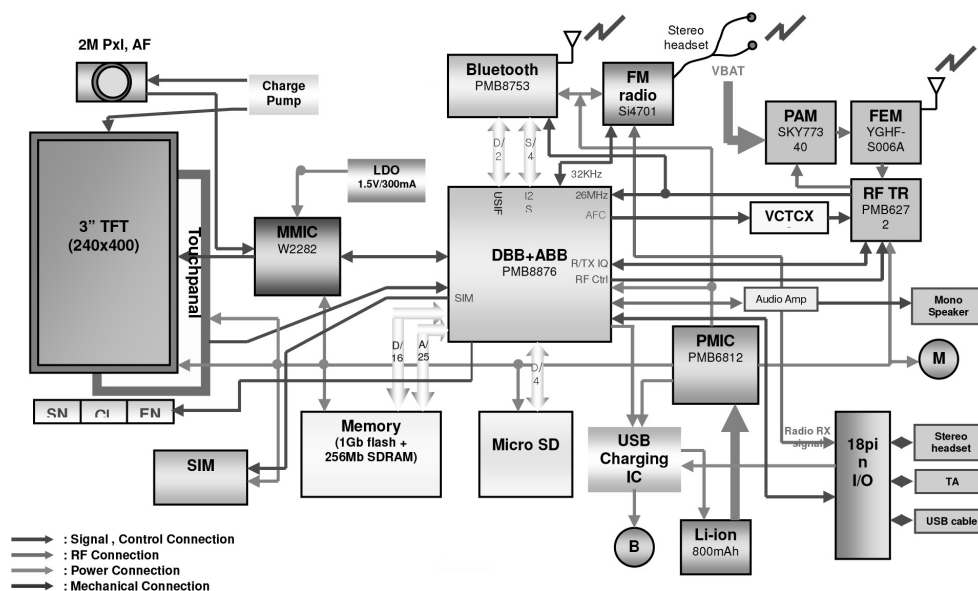 2M Pxl, AF
Charge
Pump
Bluetooth
PMB8753
FM
radio
Si4701
Stereo
headset
VBAT
PAM
SKY773
40
FEM
YGHF-
S006A
LDO
1.5V/300mA
D/
2
S/
4
32KHz
3” TFT
(240x400)
Touchpanal
MMIC
W2282
USIF
I2
S
26MHz
AFC
DBB+ABB
PMB8876
R/TX IQ
RF Ctrl
SIM
VCTCX
RF TR
PMB627
2
Audio Amp
Mono
Speaker
D/
16
A/
25
D/
4
PMIC
PMB6812
M
SN
CL
EN
SIM
Memory
(1Gb flash +
256Mb SDRAM)
Micro SD
USB
Charging
IC
Radio RX
signal
18pi
n
I/O
Stereo
headset
TA
USB cable
B
Li-ion
800mAh
: Signal , Control Connection
: RF Connection
: Power Connection
: Mechanical Connection